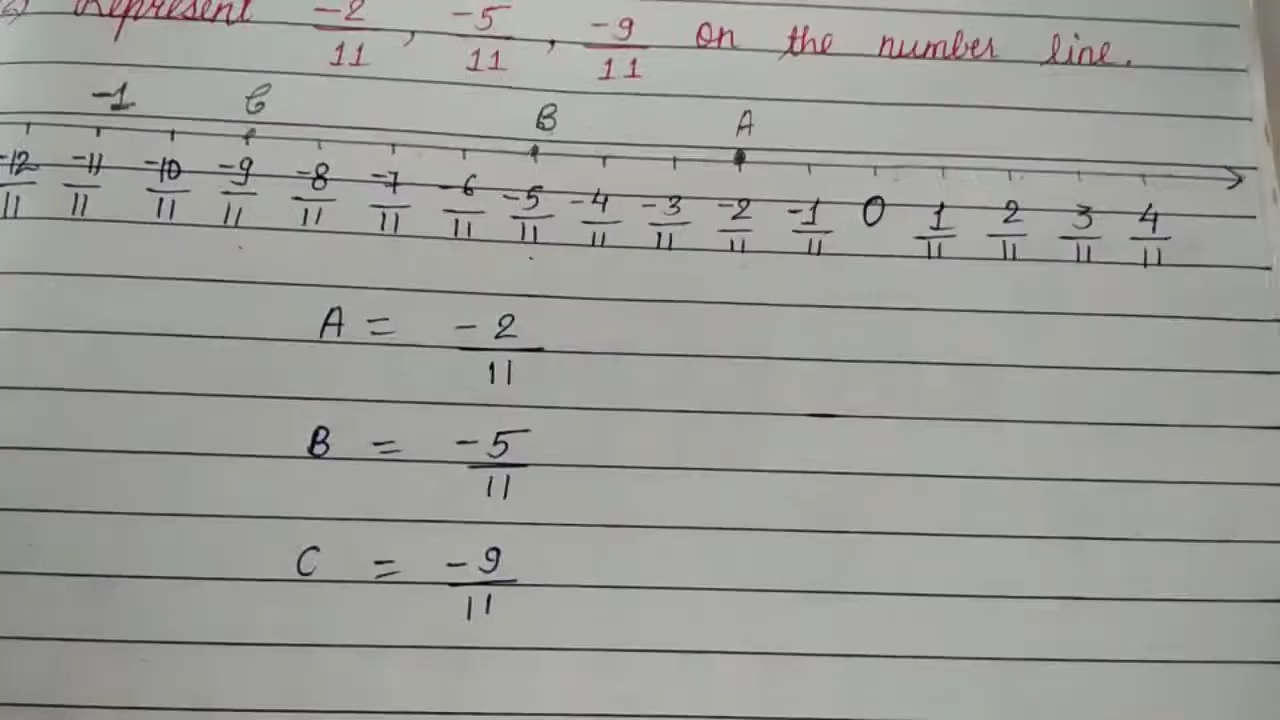 Represent -2/11, -5/11, -9/11 on the number line.
-1 C B A
-12/11 -11/11 -10/11 -9/11 -8/11 -7/11 -6/11 -5/11 -4/11 -3/11 -2/11 -1/11 0 1/11 2/11 3/11 4/11
A = -2/11
B = -5/11
C = -9/11